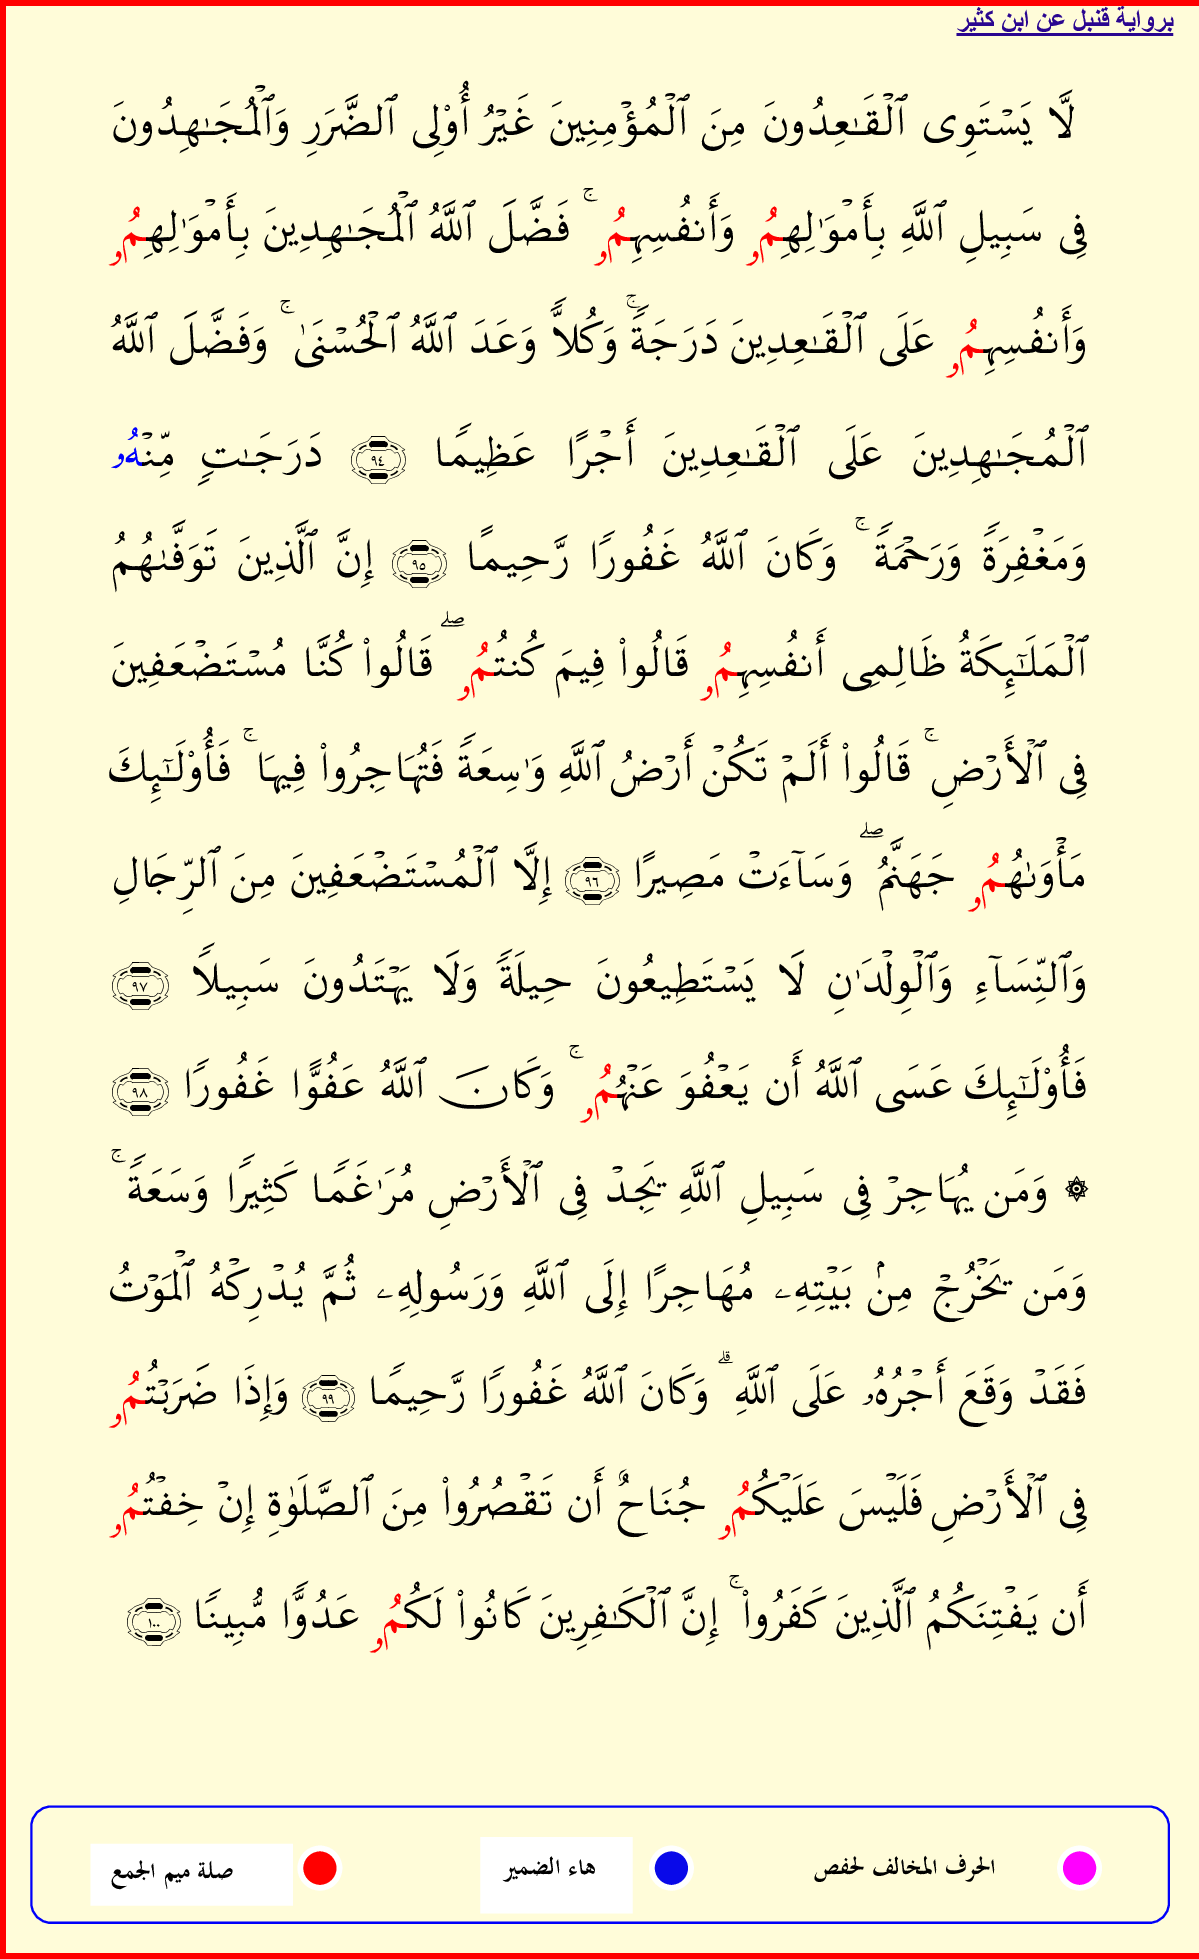 برواية قنبل عن ابن كثير
لَّا يَسْتَوِى ٱلْقَٰعِدُونَ مِنَ ٱلْمُؤْمِنِينَ غَيْرُ أُوْلِى ٱلضَّرَرِ وَٱلْمُجَٰهِدُونَ
فِى سَبِيلِ ٱللَّهِ بِأَمْوَٰلِهِمُۥ وَأَنفُسِهِمُۥ ۚ فَضَّلَ ٱللَّهُ ٱلْمُجَٰهِدِينَ بِأَمْوَٰلِهِمُۥ
وَأَنفُسِهِمُۥ عَلَى ٱلْقَٰعِدِينَ دَرَجَةً ۚ وَكُلاًّ وَعَدَ ٱللَّهُ ٱلْحُسْنَىٰ ۚ وَفَضَّلَ ٱللَّهُ
ٱلْمُجَٰهِدِينَ عَلَى ٱلْقَٰعِدِينَ أَجْرًا عَظِيمًا ٩٤ دَرَجَٰتٍ مِّنْهُۥ
وَمَغْفِرَةً وَرَحْمَةً ۚ وَكَانَ ٱللَّهُ غَفُورًا رَّحِيمًا ٩٥ إِنَّ ٱلَّذِينَ تَوَفَّىٰهُمُ
ٱلْمَلَٰٓئِكَةُ ظَالِمِى أَنفُسِهِمُۥ قَالُوا۟ فِيمَ كُنتُمُۥ ۖ قَالُوا۟ كُنَّا مُسْتَضْعَفِينَ
فِى ٱلْأَرْضِ ۚ قَالُوا۟ أَلَمْ تَكُنْ أَرْضُ ٱللَّهِ وَٰسِعَةً فَتُهَاجِرُوا۟ فِيهَا ۚ فَأُوْلَٰٓئِكَ
مَأْوَىٰهُمُۥ جَهَنَّمُ ۖ وَسَآءَتْ مَصِيرًا ٩٦ إِلَّا ٱلْمُسْتَضْعَفِينَ مِنَ ٱلرِّجَالِ
وَٱلنِّسَآءِ وَٱلْوِلْدَٰنِ لَا يَسْتَطِيعُونَ حِيلَةً وَلَا يَهْتَدُونَ سَبِيلاً ٩٧
فَأُوْلَٰٓئِكَ عَسَى ٱللَّهُ أَن يَعْفُوَ عَنْهُمُۥ ۚ وَكَانَ ٱللَّهُ عَفُوًّا غَفُورًا ٩٨
۞ وَمَن يُهَاجِرْ فِى سَبِيلِ ٱللَّهِ يَجِدْ فِى ٱلْأَرْضِ مُرَٰغَمًا كَثِيرًا وَسَعَةً ۚ
وَمَن يَخْرُجْ مِنۢ بَيْتِهِۦ مُهَاجِرًا إِلَى ٱللَّهِ وَرَسُولِهِۦ ثُمَّ يُدْرِكْهُ ٱلْمَوْتُ
فَقَدْ وَقَعَ أَجْرُهُۥ عَلَى ٱللَّهِ ۗ وَكَانَ ٱللَّهُ غَفُورًا رَّحِيمًا ٩٩ وَإِذَا ضَرَبْتُمُۥ
فِى ٱلْأَرْضِ فَلَيْسَ عَلَيْكُمُۥ جُنَاحٌ أَن تَقْصُرُوا۟ مِنَ ٱلصَّلَوٰةِ إِنْ خِفْتُمُۥ
أَن يَفْتِنَكُمُ ٱلَّذِينَ كَفَرُوا۟ ۚ إِنَّ ٱلْكَٰفِرِينَ كَانُوا۟ لَكُمُۥ عَدُوًّا مُّبِينًا ١٠٠
الحرف المخالف لحفص هاء الضمير صلة ميم الجمع